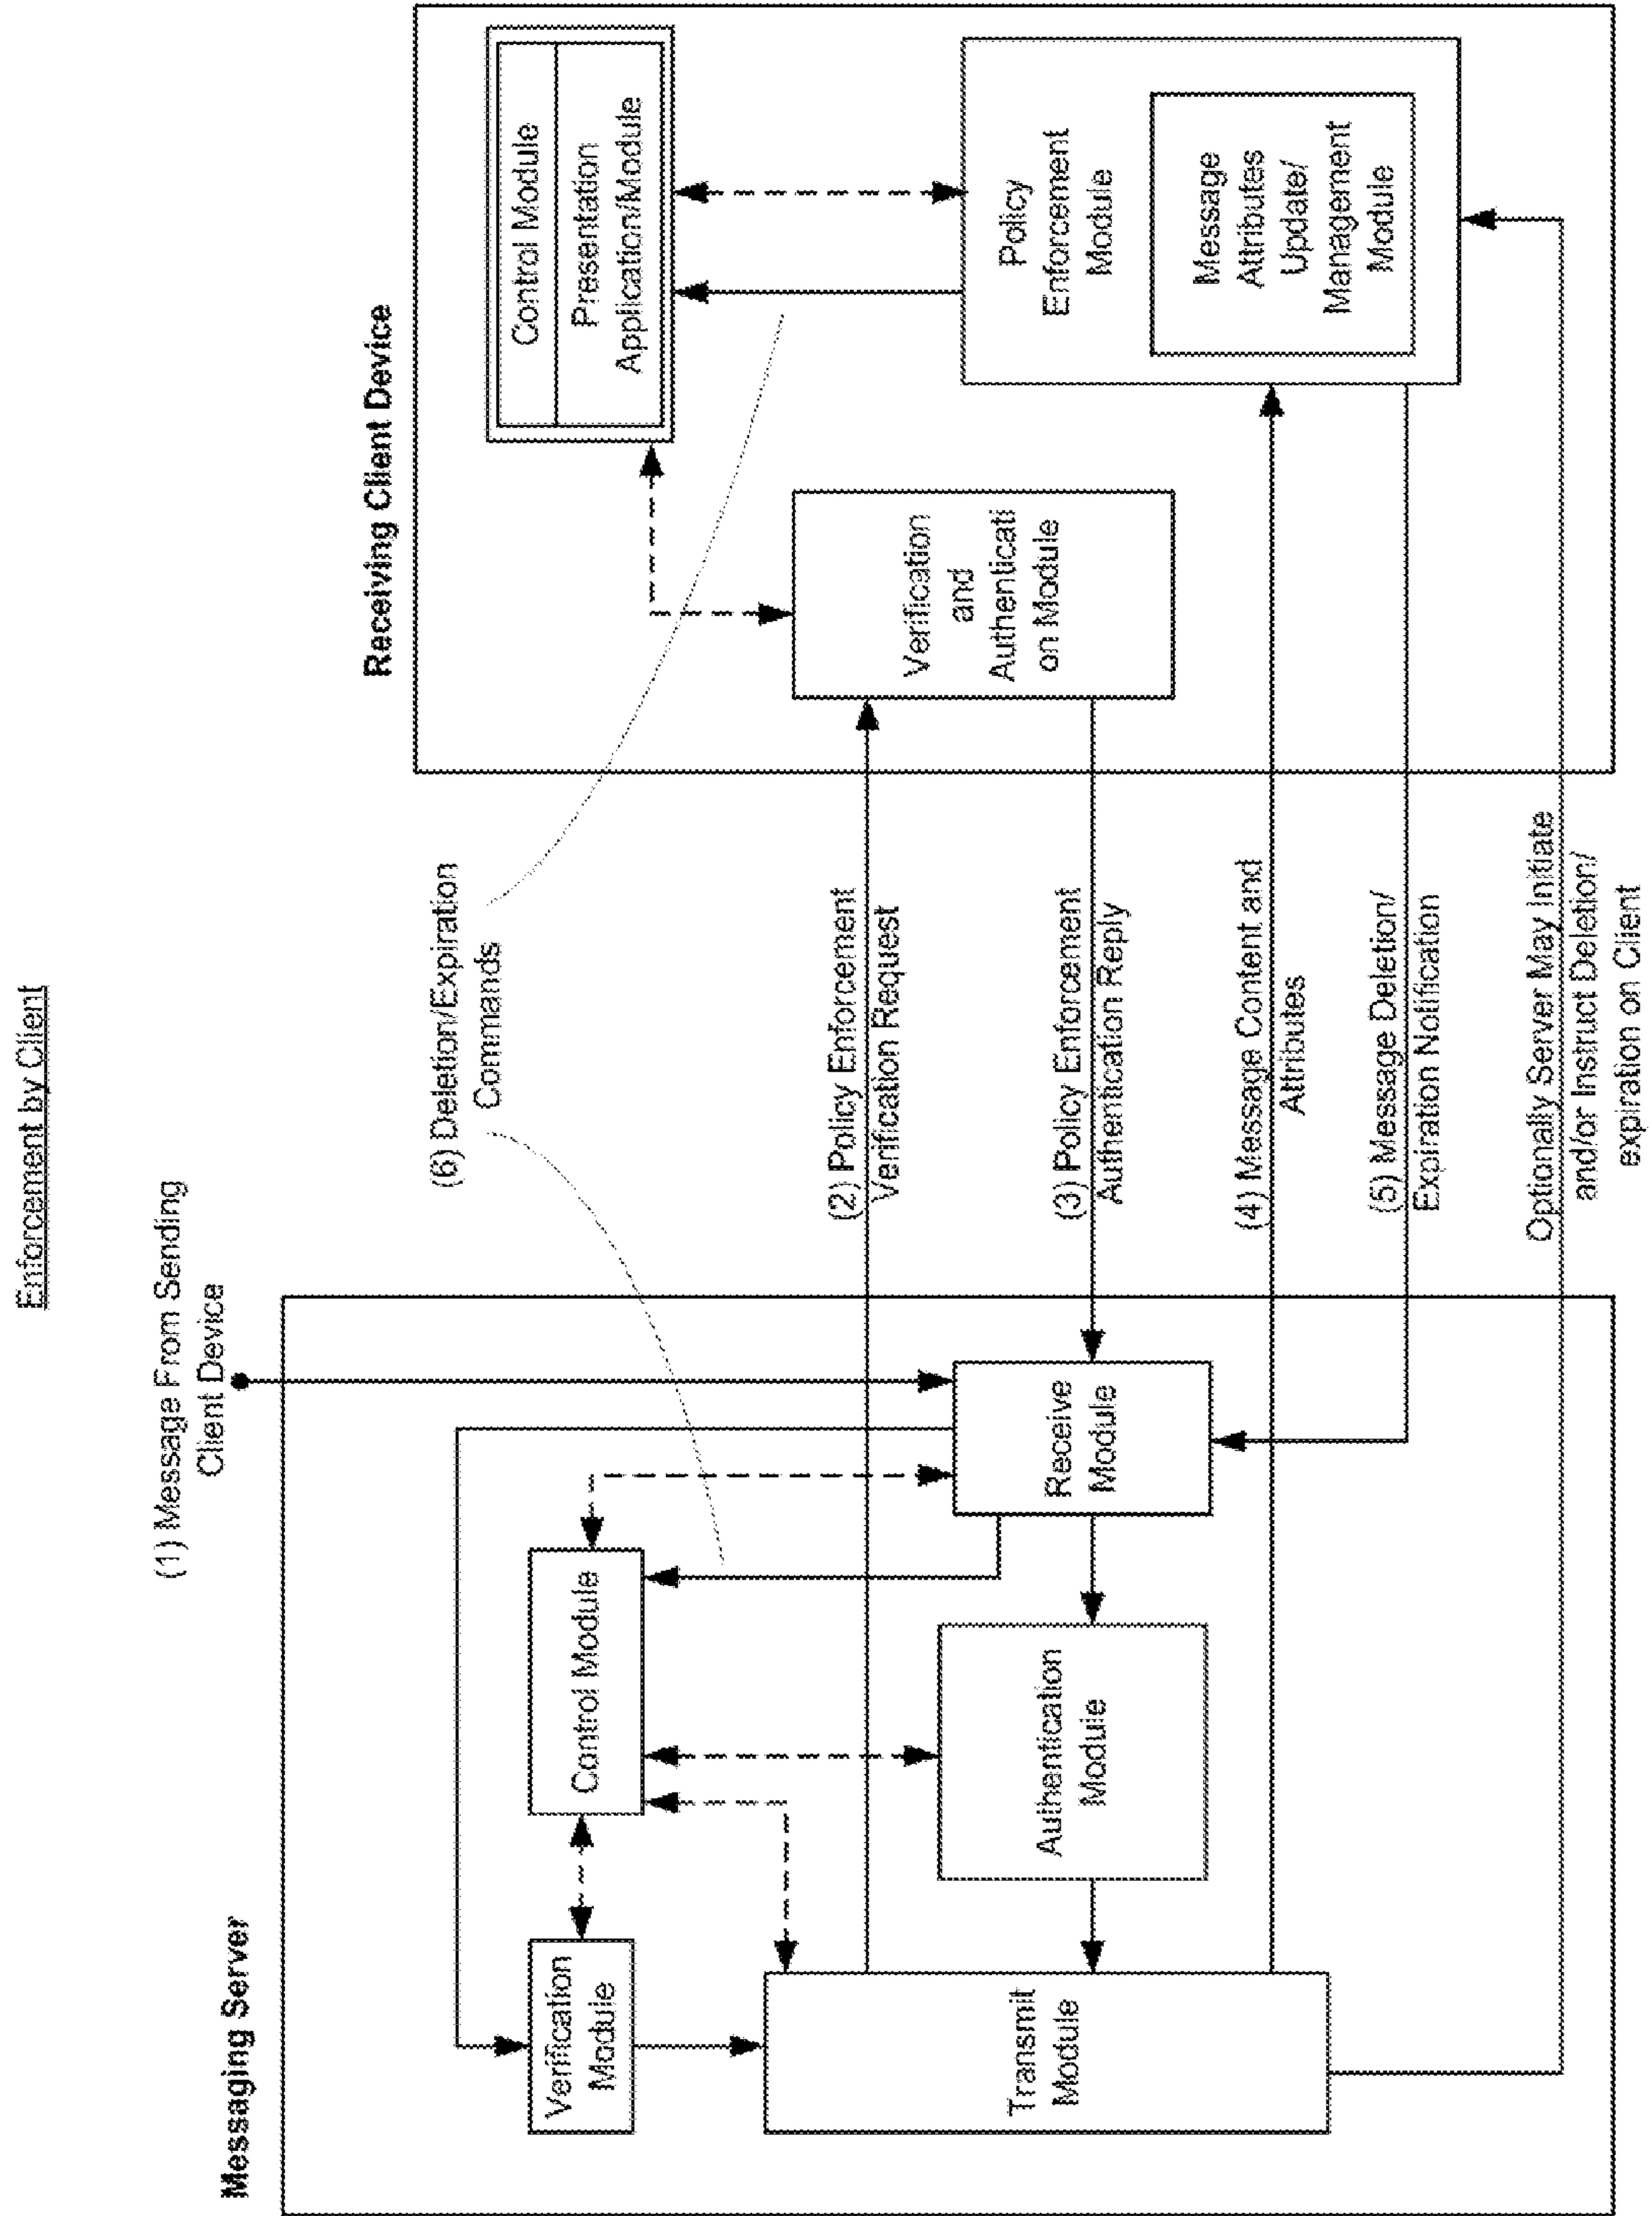 Enforcement by Client
(1) Message From Sending
Client Device
Messaging Server
Receiving Client Device
(6) Deletion/Expiration
Commands
Verification
Module
Control Module
Control Module
Presentation
Application/Module
(2) Policy Enforcement
Verification Request
Verification
and
Authenticati
on Module
Transmit
Module
Authentication
Module
Receive
Module
(3) Policy Enforcement
Authentication Reply
Policy
Enforcement
Module
Message
Attributes
Update/
Management
Module
(4) Message Content and
Attributes
(5) Message Deletion/
Expiration Notification
Optionally Server May Initiate
and/or Instruct Deletion/
expiration on Client